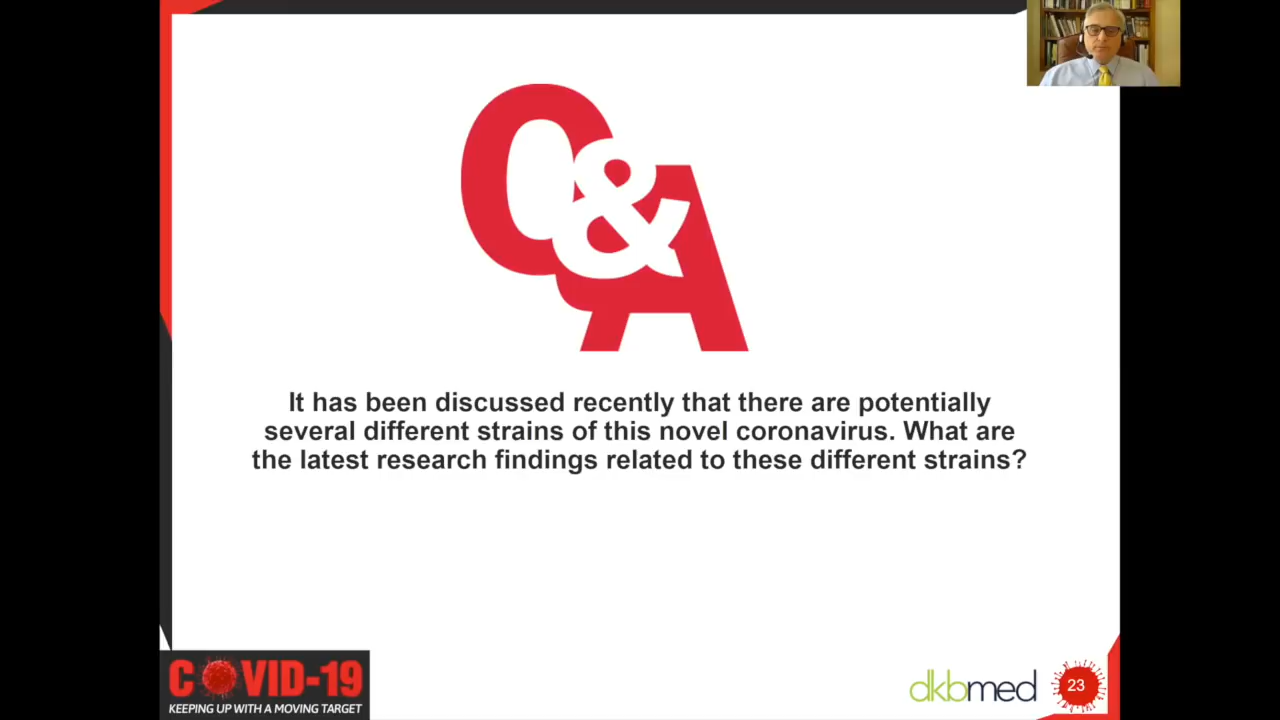 Q&A
It has been discussed recently that there are potentially
several different strains of this novel coronavirus. What are
the latest research findings related to these different strains?
COVID-19
KEEPING UP WITH A MOVING TARGET
dkbmed
23